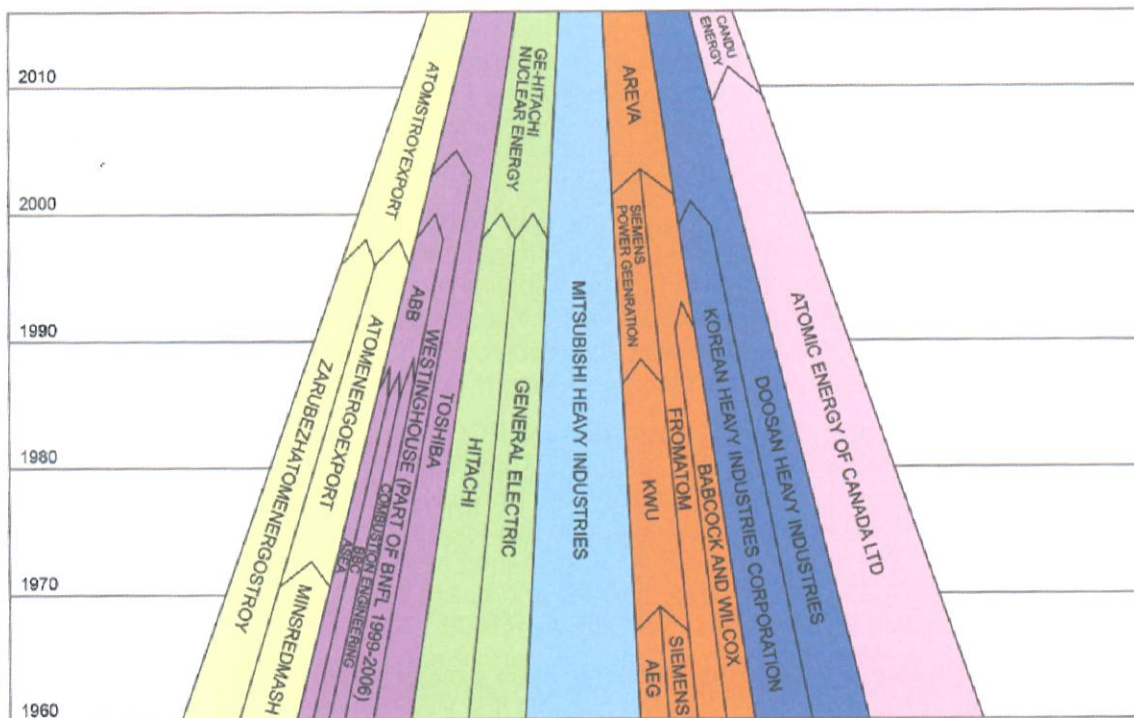 2010
2000
1990
1980
1970
1960
ATOMSTROYEXPORT
ZARUBEZHATOMENERGOSTROY
ATOMENERGOEXPORT
MINSREDMASH
ABB
ASEA
BBC
COMBUSTION ENGINEERING
WESTINGHOUSE (PART OF BNFL 1999-2006)
TOSHIBA
GE-HITACHI
NUCLEAR ENERGY
HITACHI
GENERAL ELECTRIC
MITSUBISHI HEAVY INDUSTRIES
AREVA
SIEMENS
POWER GEENRATION
KWU
AEG
SIEMENS
FROMATOM
BABCOCK AND WILCOX
KOREAN HEAVY INDUSTRIES CORPORATION
DOOSAN HEAVY INDUSTRIES
CANDU
ENERGY
ATOMIC ENERGY OF CANADA LTD